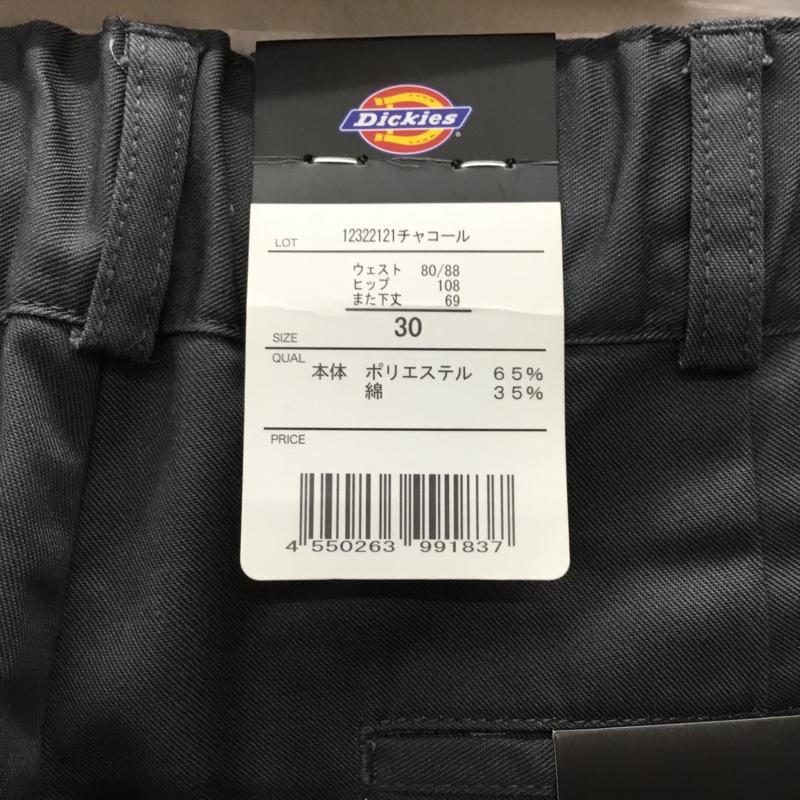 Dickies
LOT 12322121チャコール
ウェスト 80/88
ヒップ 108
また下丈 69
SIZE 30
QUAL 本体 ポリエステル 65%
綿 35%
PRICE
4 550263 991837